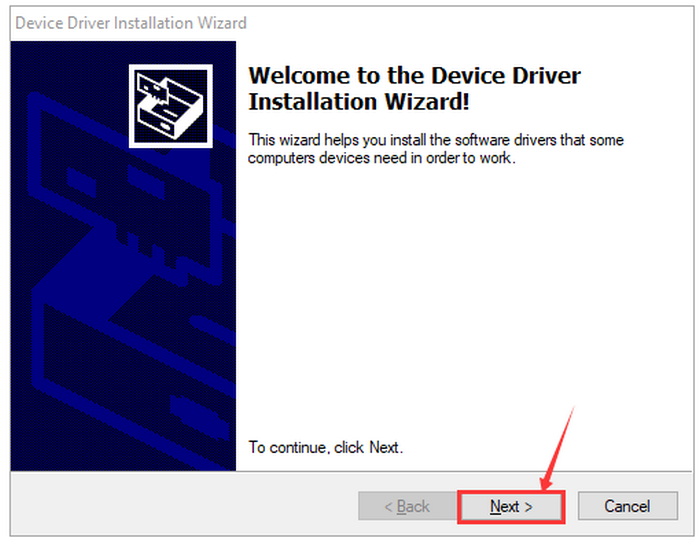 Device Driver Installation Wizard
Welcome to the Device Driver
Installation Wizard!
This wizard helps you install the software drivers that some
computers devices need in order to work.
To continue, click Next.
< Back
Next >
Cancel